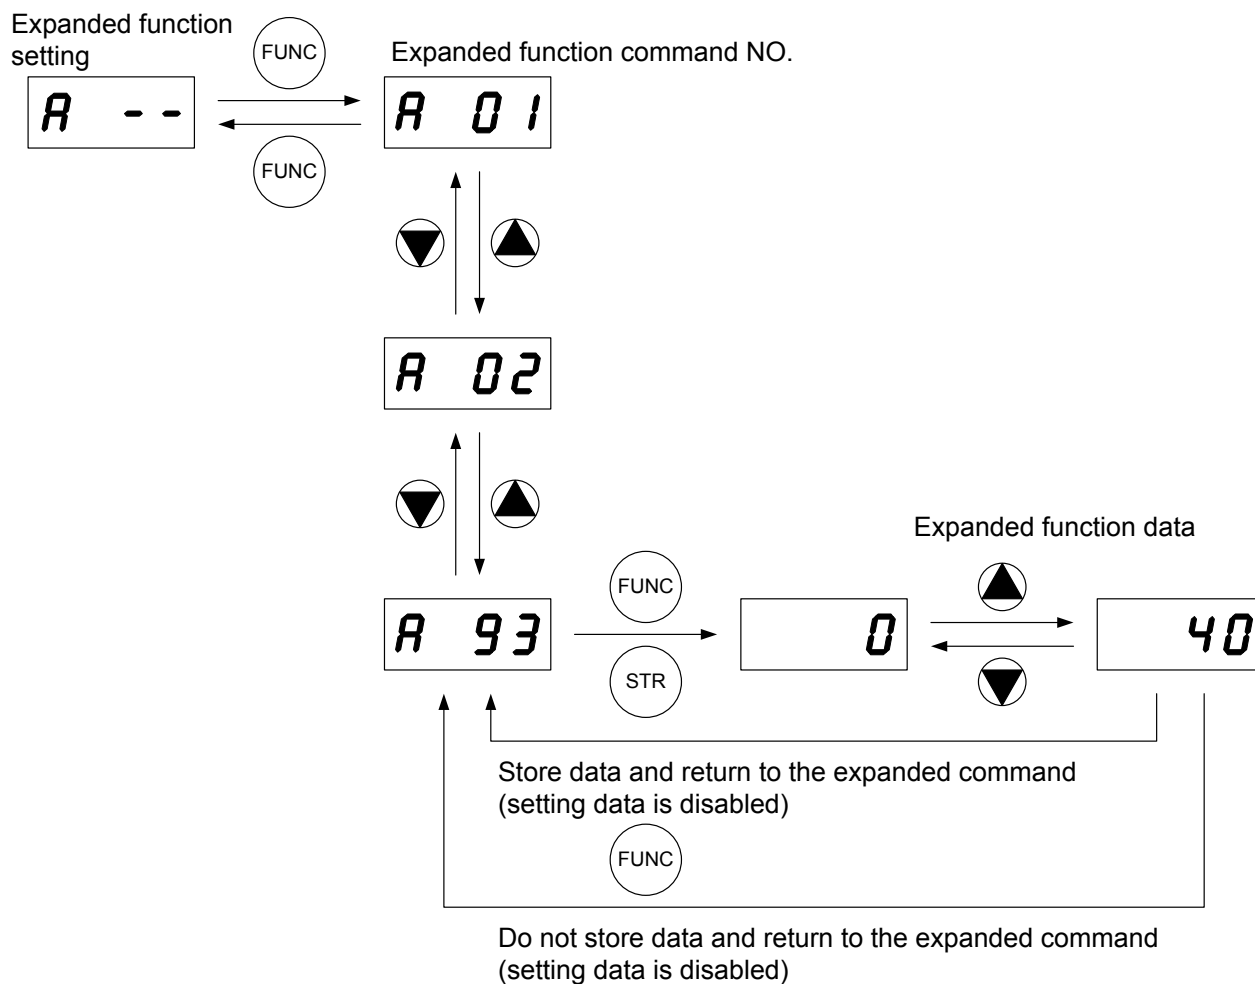 Expanded function
setting
FUNC
Expanded function command NO.
A --
A 01
FUNC
A 02
Expanded function data
FUNC
A 93
0
40
STR
Store data and return to the expanded command
(setting data is disabled)
FUNC
Do not store data and return to the expanded command
(setting data is disabled)